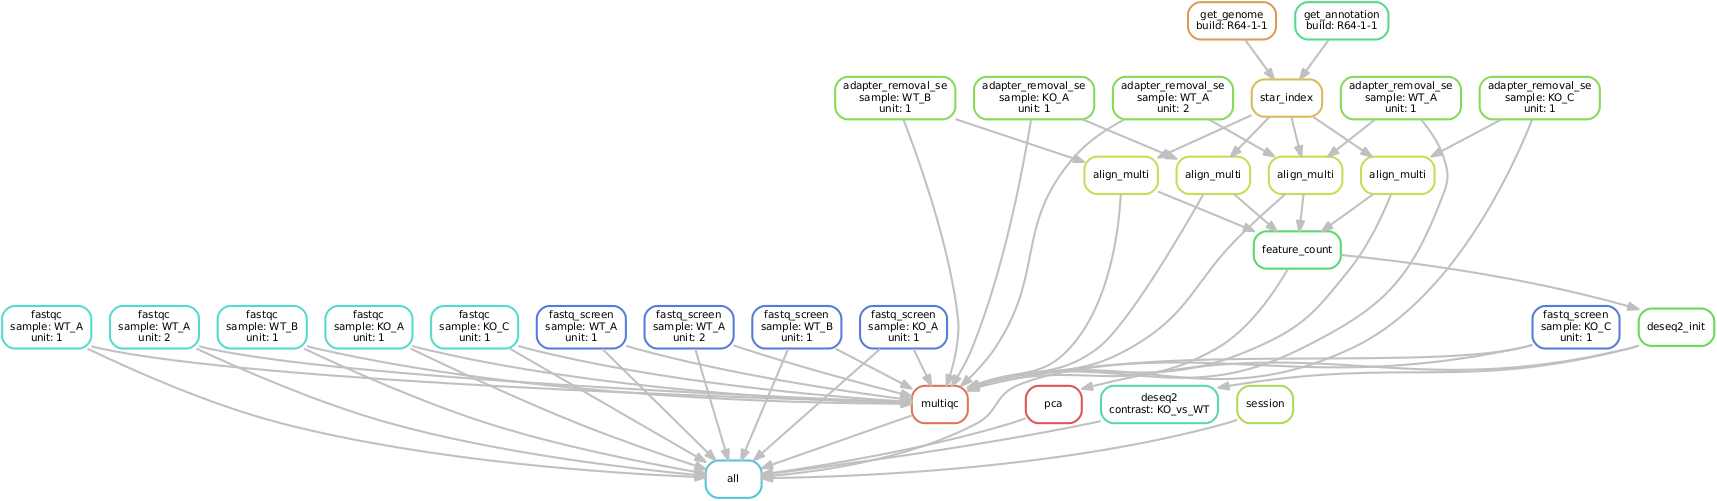 get_genome
build: R64-1-1
get_annotation
build: R64-1-1
adapter_removal_se
sample: WT_B
unit: 1
adapter_removal_se
sample: KO_A
unit: 1
adapter_removal_se
sample: WT_A
unit: 2
star_index
adapter_removal_se
sample: WT_A
unit: 1
adapter_removal_se
sample: KO_C
unit: 1
align_multi
align_multi
align_multi
align_multi
feature_count
fastqc
sample: WT_A
unit: 1
fastqc
sample: WT_A
unit: 2
fastqc
sample: WT_B
unit: 1
fastqc
sample: KO_A
unit: 1
fastqc
sample: KO_C
unit: 1
fastq_screen
sample: WT_A
unit: 1
fastq_screen
sample: WT_A
unit: 2
fastq_screen
sample: WT_B
unit: 1
fastq_screen
sample: KO_A
unit: 1
fastq_screen
sample: KO_C
unit: 1
deseq2_init
multiqc
pca
deseq2
contrast: KO_vs_WT
session
all